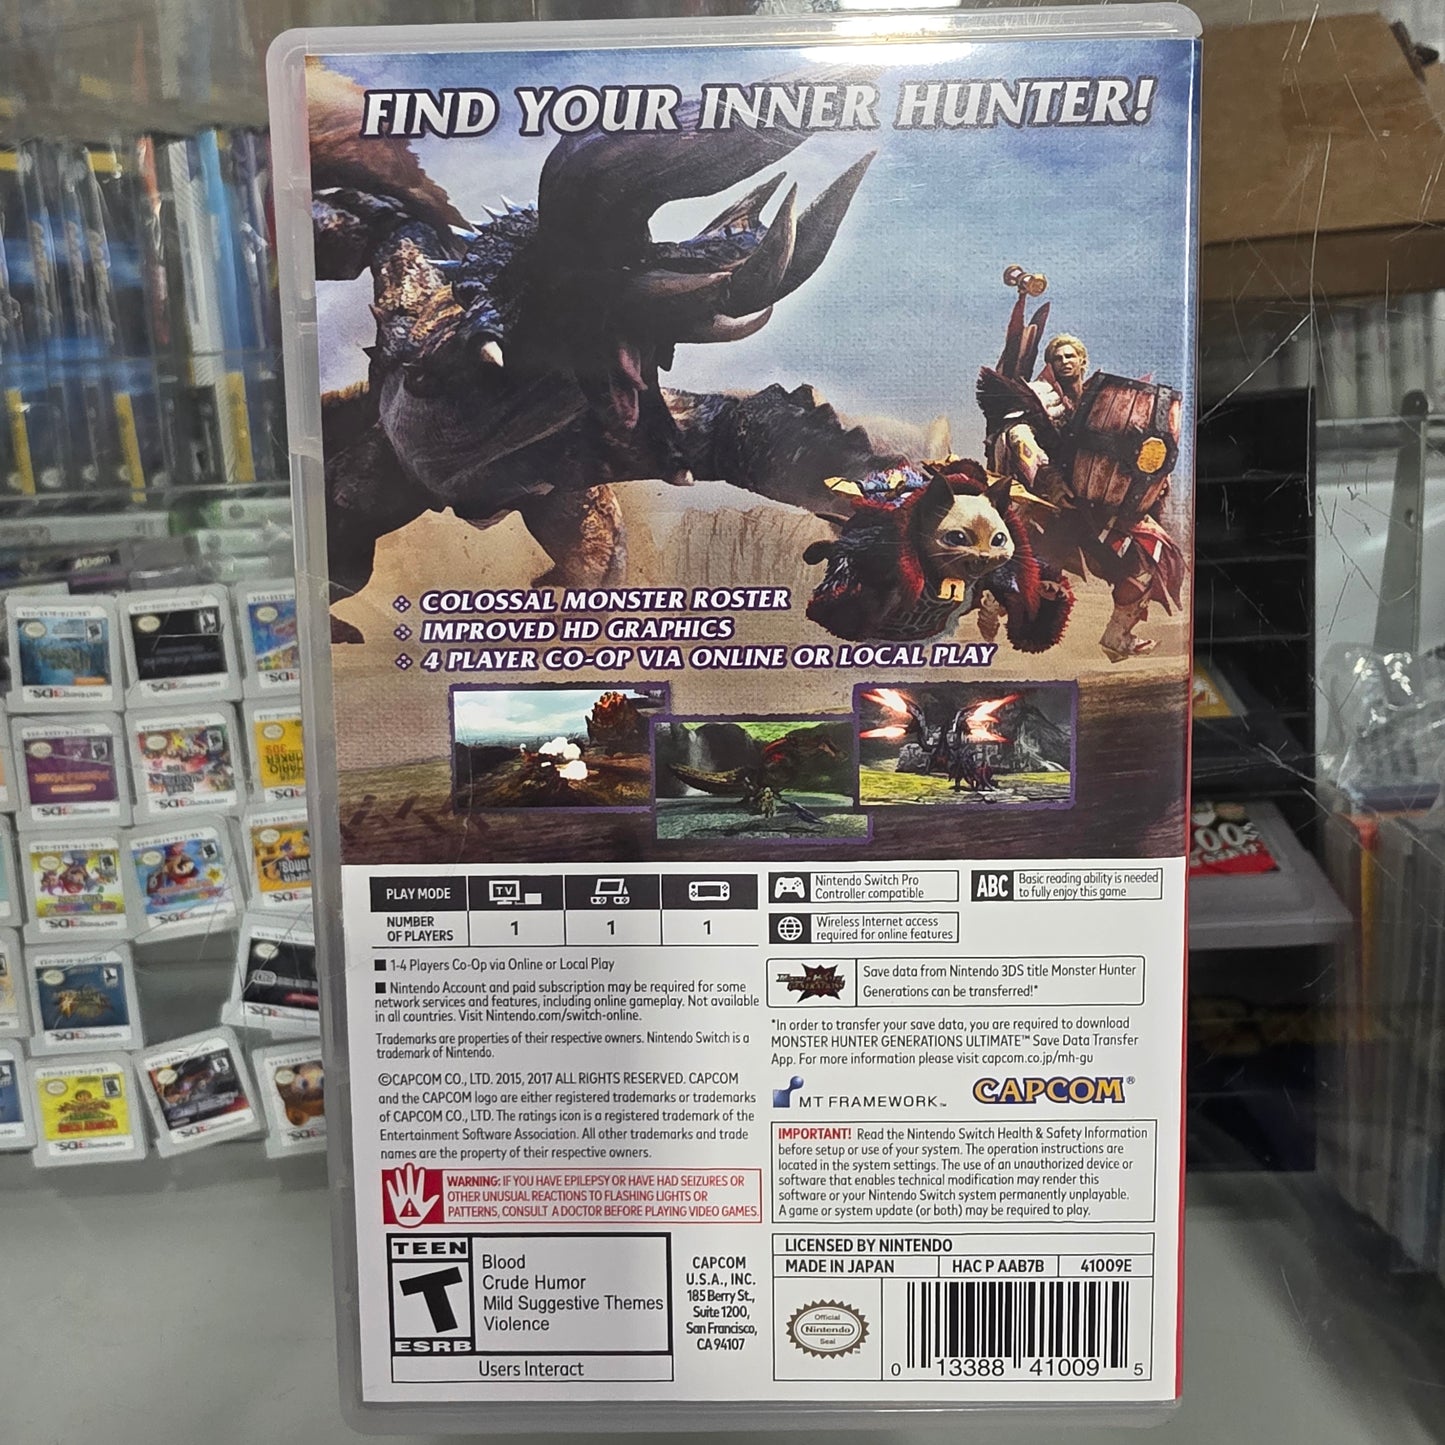 FIND YOUR INNER HUNTER!
COLOSSAL MONSTER ROSTER
IMPROVED HD GRAPHICS
4 PLAYER CO-OP VIA ONLINE OR LOCAL PLAY
PLAY MODE
TV
NUMBER
OF PLAYERS
1
1
1
■ 1-4 Players Co-Op via Online or Local Play
■ Nintendo Account and paid subscription may be required for some
network services and features, including online gameplay. Not available
in all countries. Visit Nintendo.com/switch-online.
Trademarks are properties of their respective owners. Nintendo Switch is a
trademark of Nintendo.
©CAPCOM CO., LTD. 2015, 2017 ALL RIGHTS RESERVED. CAPCOM
and the CAPCOM logo are either registered trademarks or trademarks
of CAPCOM CO., LTD. The ratings icon is a registered trademark of the
Entertainment Software Association. All other trademarks and trade
names are the property of their respective owners.
WARNING: IF YOU HAVE EPILEPSY OR HAVE HAD SEIZURES OR
OTHER UNUSUAL REACTIONS TO FLASHING LIGHTS OR
PATTERNS, CONSULT A DOCTOR BEFORE PLAYING VIDEO GAMES.
TEEN
T
ESRB
Blood
Crude Humor
Mild Suggestive Themes
Violence
Users Interact
CAPCOM
U.S.A., INC.
185 Berry St.,
Suite 1200,
San Francisco,
CA 94107
Nintendo Switch Pro
Controller compatible
ABC
Basic reading ability is needed
to fully enjoy this game
Wireless Internet access
required for online features
Save data from Nintendo 3DS title Monster Hunter
Generations can be transferred!*
*In order to transfer your save data, you are required to download
MONSTER HUNTER GENERATIONS ULTIMATE™ Save Data Transfer
App. For more information please visit capcom.co.jp/mh-gu
MT FRAMEWORK™
CAPCOM®
IMPORTANT! Read the Nintendo Switch Health & Safety Information
before setup or use of your system. The operation instructions are
located in the system settings. The use of an unauthorized device or
software that enables technical modification may render this
software or your Nintendo Switch system permanently unplayable.
A game or system update (or both) may be required to play.
LICENSED BY NINTENDO
MADE IN JAPAN
HAC P AAB7B
41009E
Official
Nintendo
Seal
0 13388 41009 5